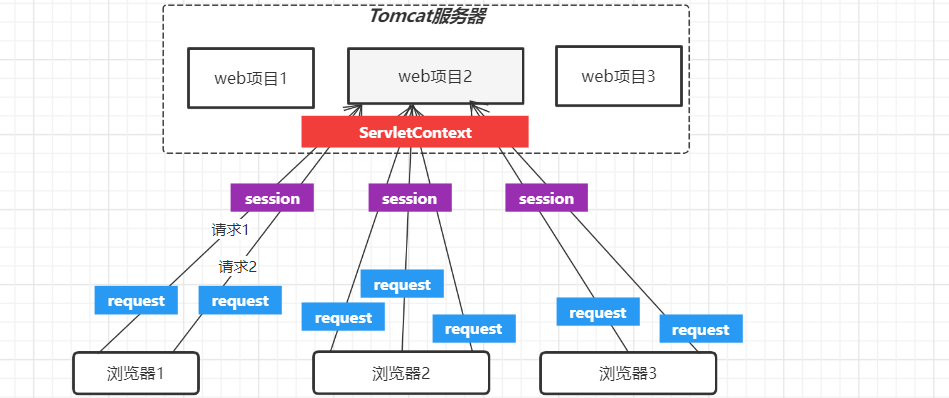 Tomcat服务器
web项目1
web项目2
web项目3
ServletContext
session
session
session
请求1
请求2
request
request
request
request
request
request
request
浏览器1
浏览器2
浏览器3